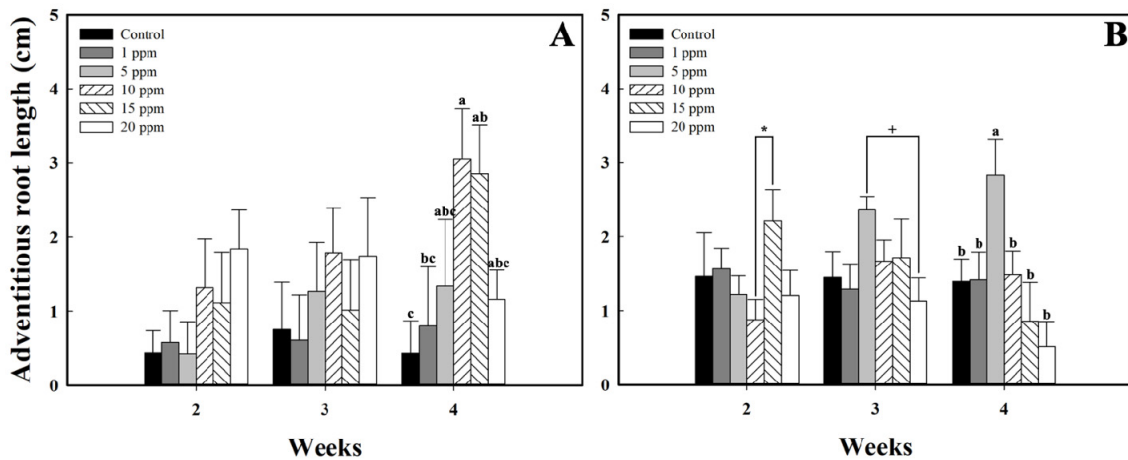 Adventitious root length (cm)
5
4
3
2
1
0
Control
1 ppm
5 ppm
10 ppm
15 ppm
20 ppm
A
c
bc
abc
a
ab
abc
2
3
4
Weeks
5
4
3
2
1
0
Control
1 ppm
5 ppm
10 ppm
15 ppm
20 ppm
B
*
+
b
b
a
b
b
b
2
3
4
Weeks